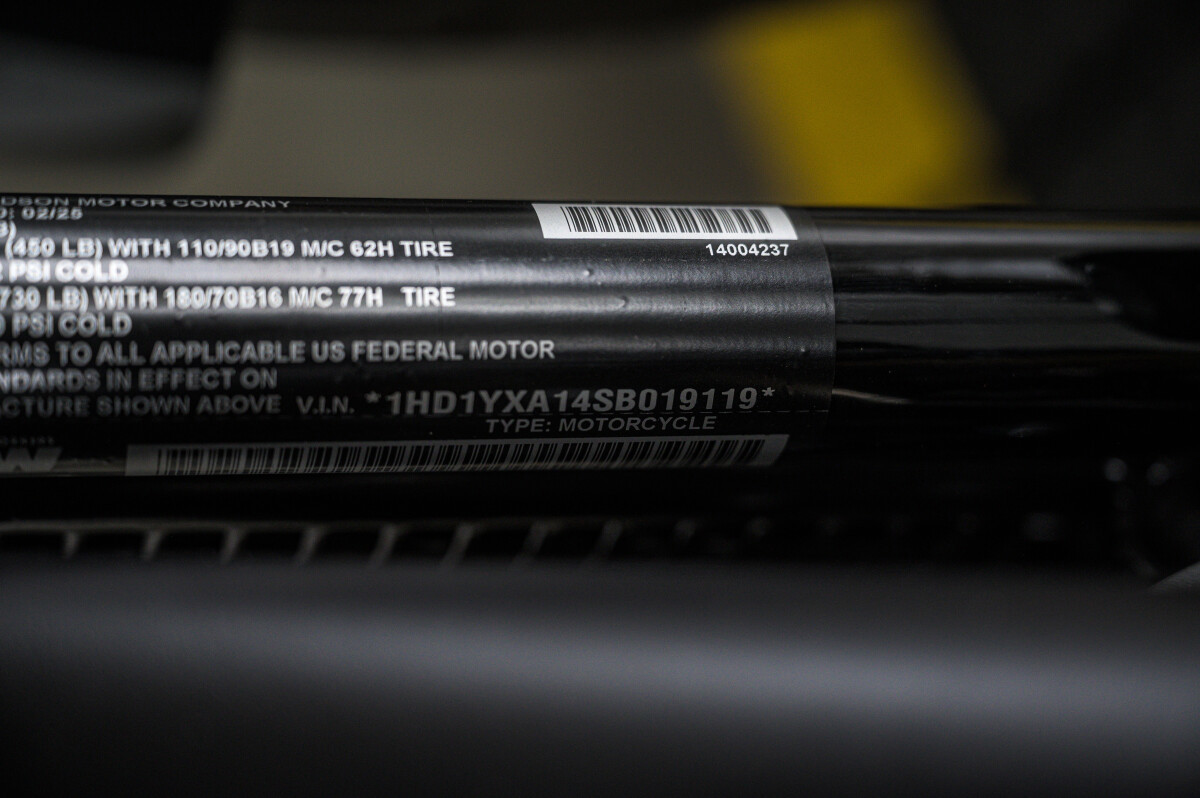 DSON MOTOR COMPANY
: 02/25
14004237
(450 LB) WITH 110/90B19 M/C 62H TIRE
PSI COLD
730 LB) WITH 180/70B16 M/C 77H TIRE
PSI COLD
RMS TO ALL APPLICABLE US FEDERAL MOTOR
NDARDS IN EFFECT ON
ACTURE SHOWN ABOVE V.I.N. *1HD1YXA14SB019119*
TYPE: MOTORCYCLE
W